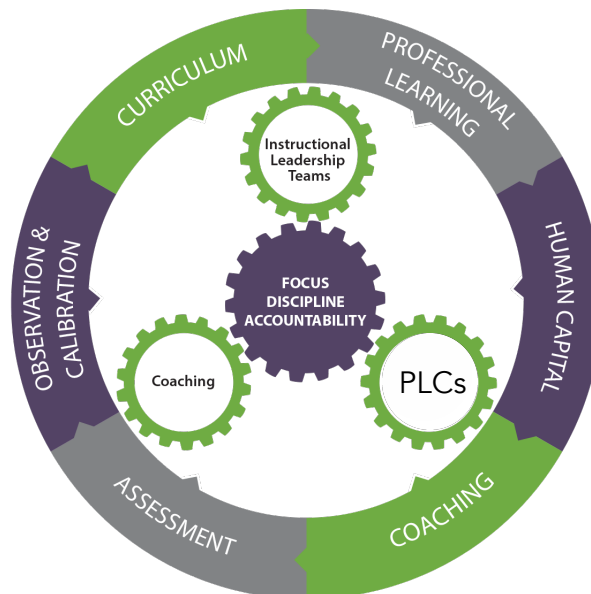 CURRICULUM
PROFESSIONAL
LEARNING
HUMAN CAPITAL
COACHING
ASSESSMENT
OBSERVATION &
CALIBRATION
Instructional
Leadership
Teams
FOCUS
DISCIPLINE
ACCOUNTABILITY
Coaching
PLCs